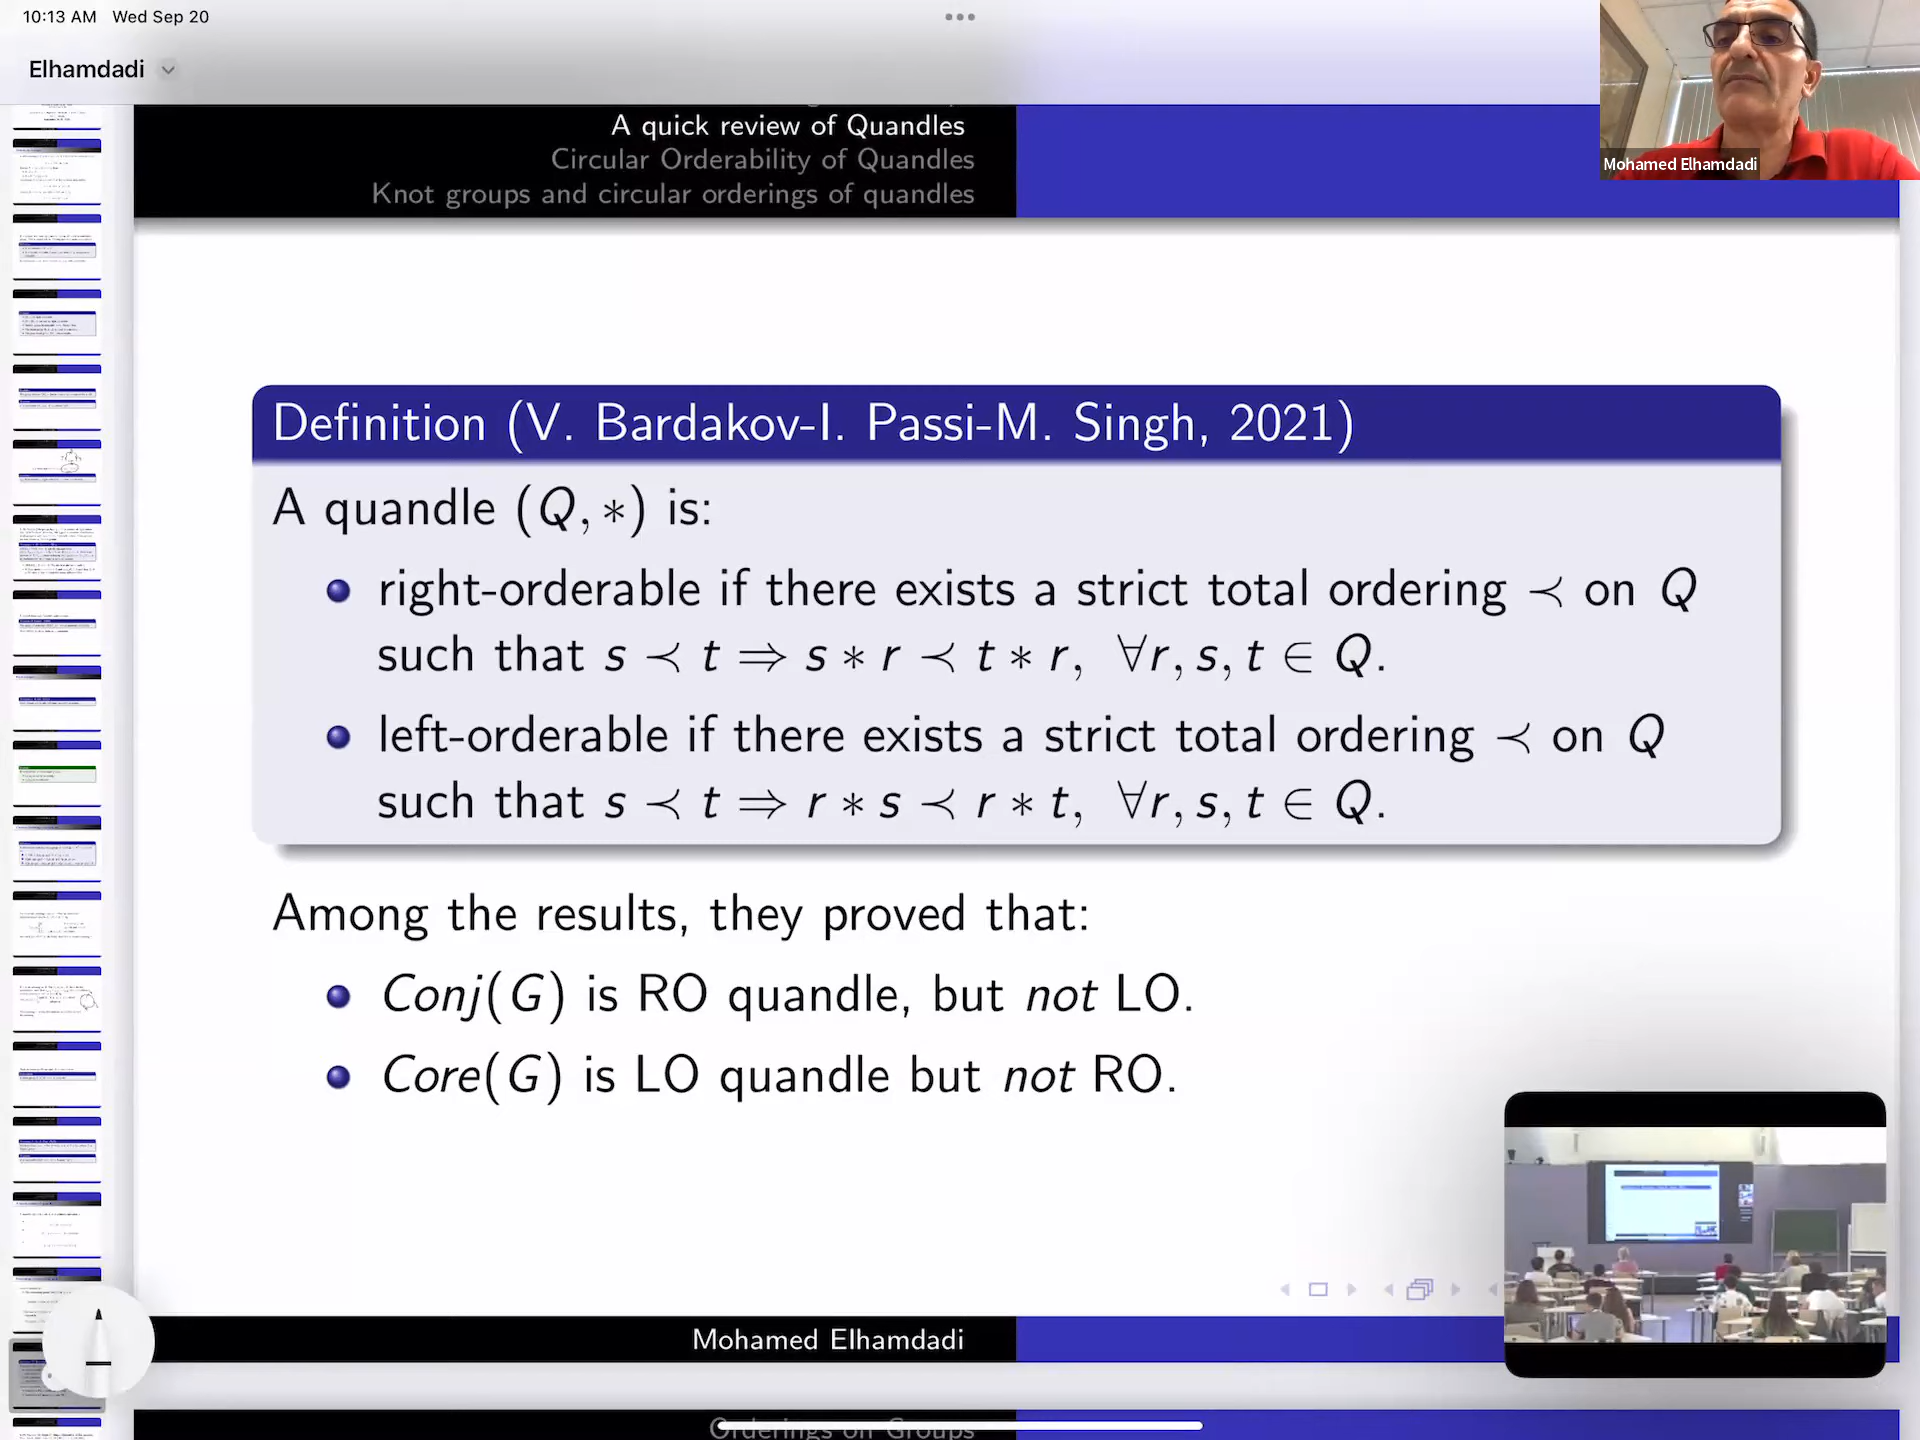 10:13 AM Wed Sep 20
Elhamdadi
Mohamed Elhamdadi
A quick review of Quandles
Circular Orderability of Quandles
Knot groups and circular orderings of quandles
Definition (V. Bardakov-I. Passi-M. Singh, 2021)
A quandle (Q, ∗) is:
right-orderable if there exists a strict total ordering ≺ on Q
such that s ≺ t ⇒ s ∗ r ≺ t ∗ r, ∀r, s, t ∈ Q.
left-orderable if there exists a strict total ordering ≺ on Q
such that s ≺ t ⇒ r ∗ s ≺ r ∗ t, ∀r, s, t ∈ Q.
Among the results, they proved that:
Conj(G) is RO quandle, but not LO.
Core(G) is LO quandle but not RO.
Mohamed Elhamdadi
Orderings on Groups